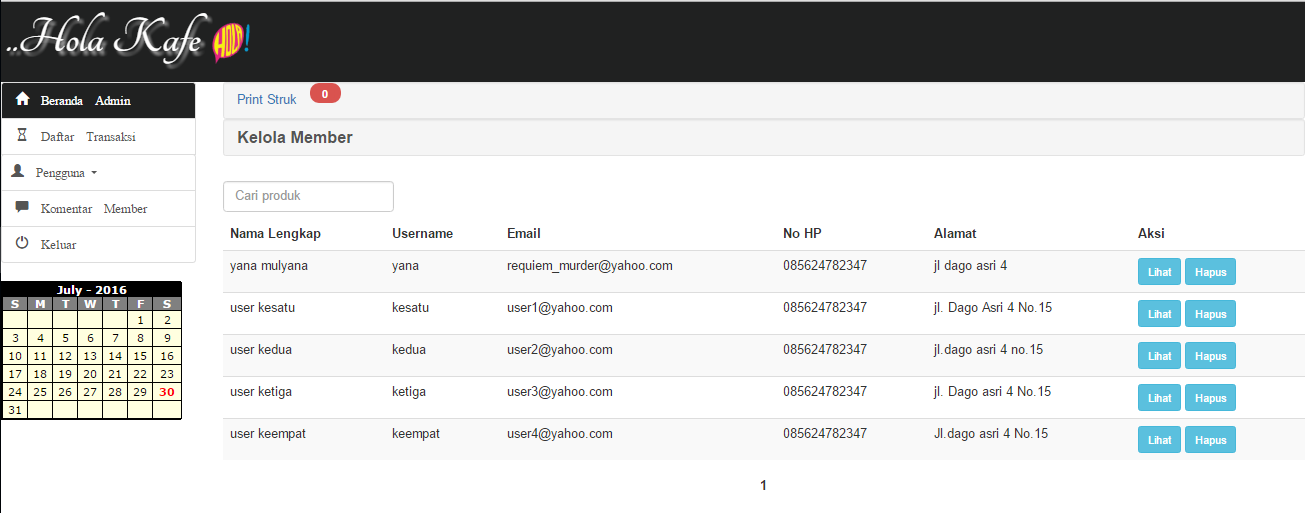 ..Hola Kafe HOLA!
Beranda Admin
Daftar Transaksi
Pengguna
Komentar Member
Keluar
July - 2016
S M T W T F S
1 2
3 4 5 6 7 8 9
10 11 12 13 14 15 16
17 18 19 20 21 22 23
24 25 26 27 28 29 30
31
Print Struk 0
Kelola Member
Cari produk
Nama Lengkap Username Email No HP Alamat Aksi
yana mulyana yana requiem_murder@yahoo.com 085624782347 jl dago asri 4 Lihat Hapus
user kesatu kesatu user1@yahoo.com 085624782347 jl. Dago Asri 4 No.15 Lihat Hapus
user kedua kedua user2@yahoo.com 085624782347 jl.dago asri 4 no.15 Lihat Hapus
user ketiga ketiga user3@yahoo.com 085624782347 jl. Dago asri 4 No.15 Lihat Hapus
user keempat keempat user4@yahoo.com 085624782347 Jl.dago asri 4 No.15 Lihat Hapus
1